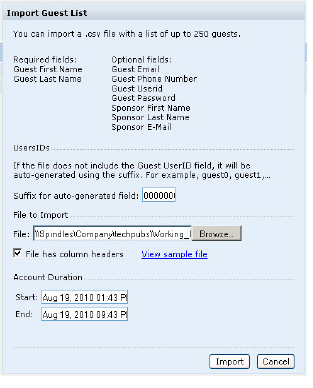 Import Guest List
You can import a .csv file with a list of up to 250 guests.
Required fields: Optional fields:
Guest First Name Guest Email
Guest Last Name Guest Phone Number
Guest Userid
Guest Password
Sponsor First Name
Sponsor Last Name
Sponsor E-Mail
UsersIDs
If the file does not include the Guest UserID field, it will be
auto-generated using the suffix. For example, guest0, guest1,...
Suffix for auto-generated field: 0000000
File to Import
File: \\Spindles\Company\techpubs\Working_ Browse...
File has column headers View sample file
Account Duration
Start: Aug 19, 2010 01:43 P
End: Aug 19, 2010 09:43 P
Import Cancel